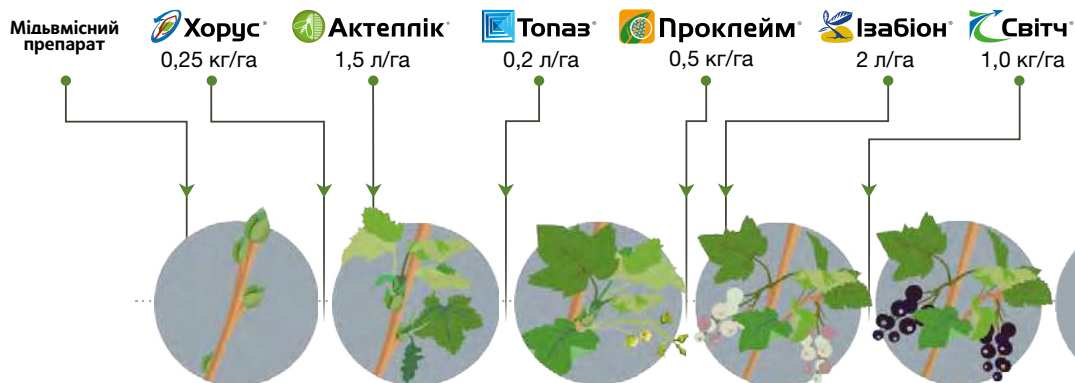 Мідьвмісний
препарат
Хорус®
0,25 кг/га
Актеллік®
1,5 л/га
Топаз®
0,2 л/га
Проклейм®
0,5 кг/га
Ізабіон®
2 л/га
Світч®
1,0 кг/га